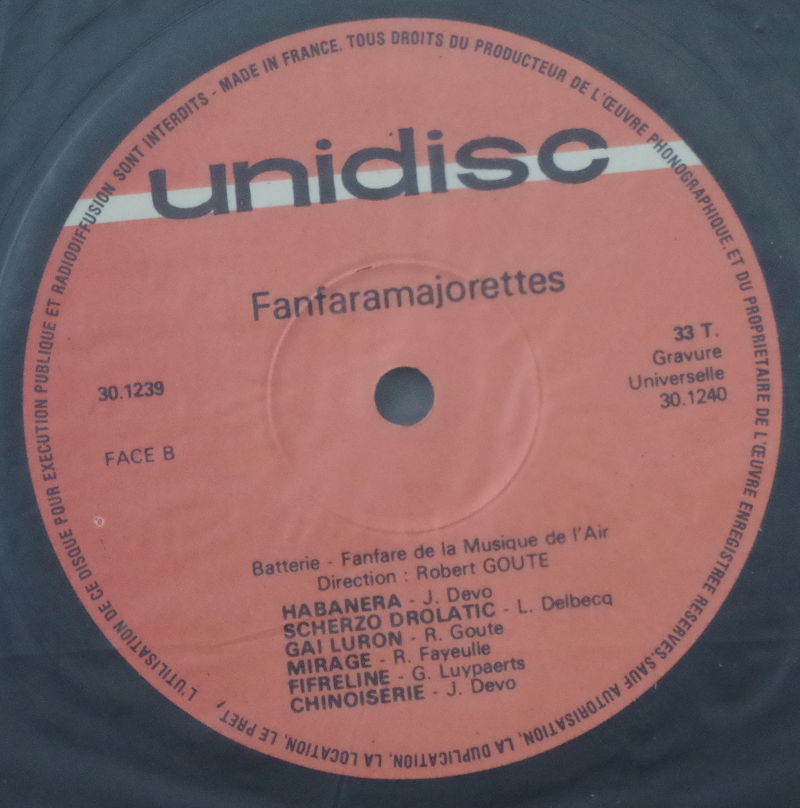 MADE IN FRANCE. TOUS DROITS DU PRODUCTEUR DE L'ŒUVRE PHONOGRAPHIQUE ET DU PROPRIETAIRE DE L'ŒUVRE ENREGISTREE RESERVES. SAUF AUTORISATION, LA DUPLICATION, LA LOCATION, LE PRET, L'UTILISATION DE CE DISQUE POUR EXECUTION PUBLIQUE ET RADIODIFFUSION SONT INTERDITS -
unidisc
Fanfaramajorettes
30.1239
FACE B
33 T.
Gravure
Universelle
30.1240
Batterie - Fanfare de la Musique de l'Air
Direction : Robert GOUTE
HABANERA - J. Devo
SCHERZO DROLATIC - L. Delbecq
GAI LURON - R. Goute
MIRAGE - R. Fayeulle
FIFRELINE - G. Luypaerts
CHINOISERIE - J. Devo